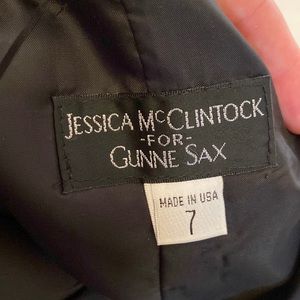 JESSICA MCCLINTOCK
-FOR-
GUNNE SAX
MADE IN USA
7